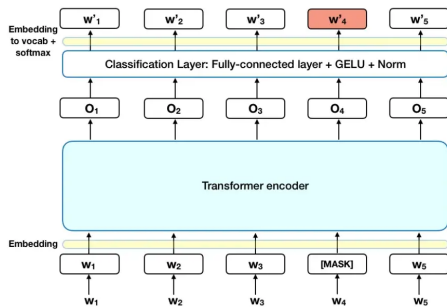 Embedding
to vocab +
softmax
w'₁ w'₂ w'₃ w'₄ w'₅
Classification Layer: Fully-connected layer + GELU + Norm
O₁ O₂ O₃ O₄ O₅
Transformer encoder
Embedding
w₁ w₂ w₃ [MASK] w₅
w₁ w₂ w₃ w₄ w₅